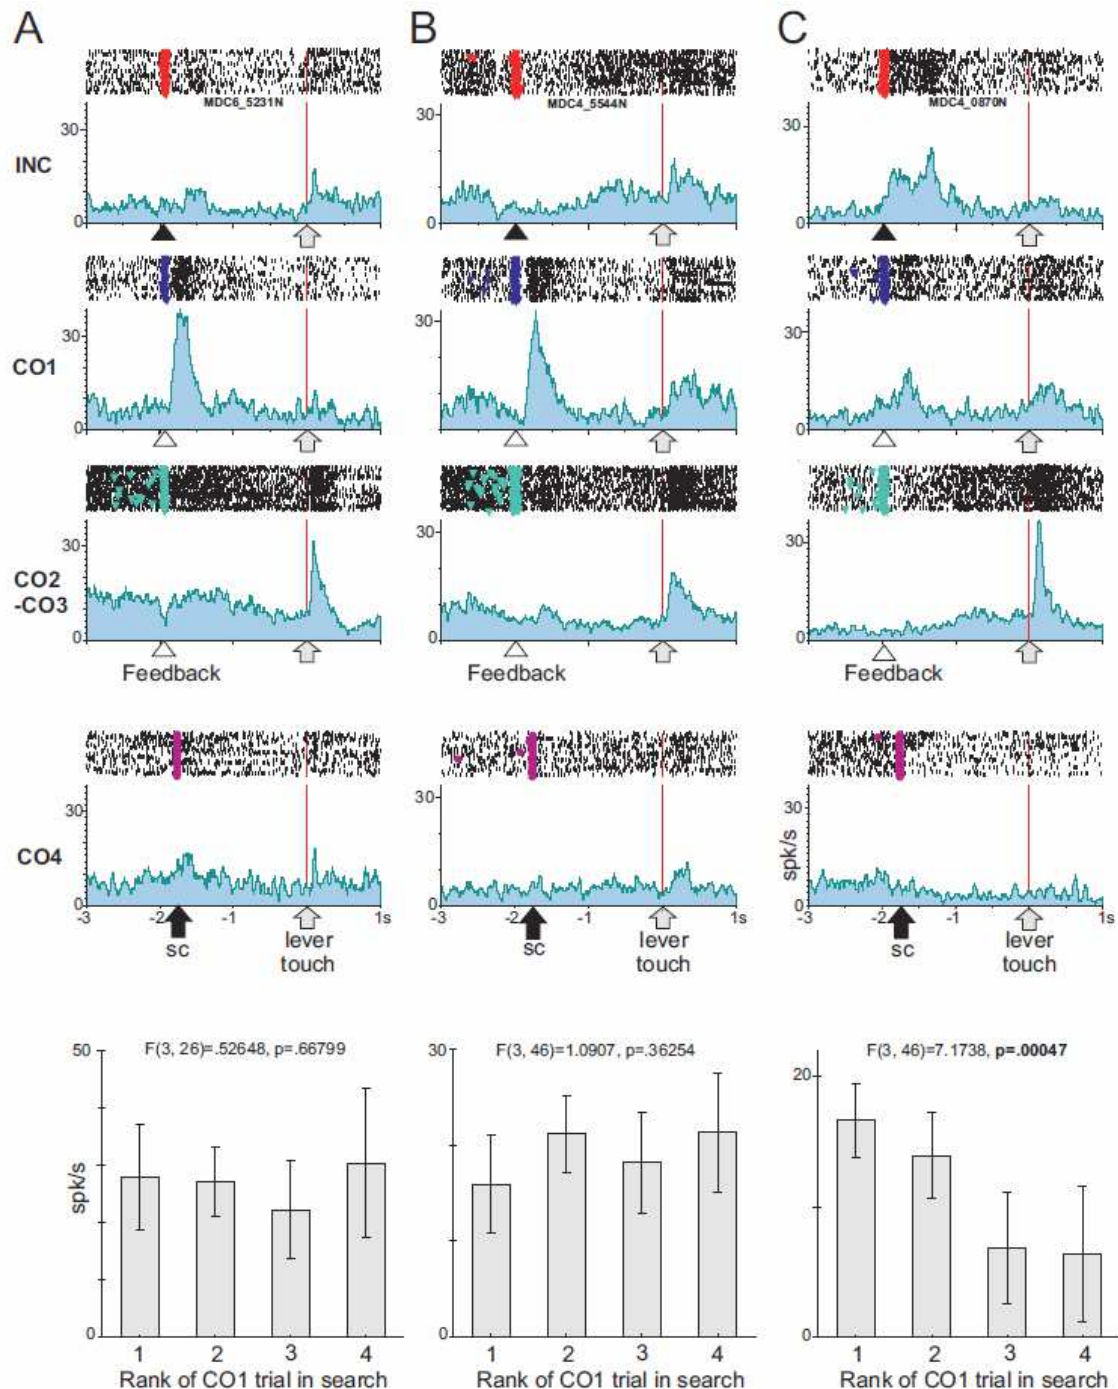 A B C
MDC6_5231N MDC4_5544N MDC4_0870N
30 30 30
INC
0 0 0
30 30 30
CO1
0 0 0
30 30 30
CO2
-CO3
0 0 0
Feedback Feedback Feedback
30 30 30
CO4
spk/s
0 0 0
-3 -2 -1 1s -3 -2 -1 1s -3 -2 -1 1s
sc lever touch sc lever touch sc lever touch
50 F(3, 26)=.52648, p=.66799
30 F(3, 46)=1.0907, p=.36254
F(3, 46)=7.1738, p=.00047
20
spk/s
0 0 0
1 2 3 4 1 2 3 4 1 2 3 4
Rank of CO1 trial in search Rank of CO1 trial in search Rank of CO1 trial in search